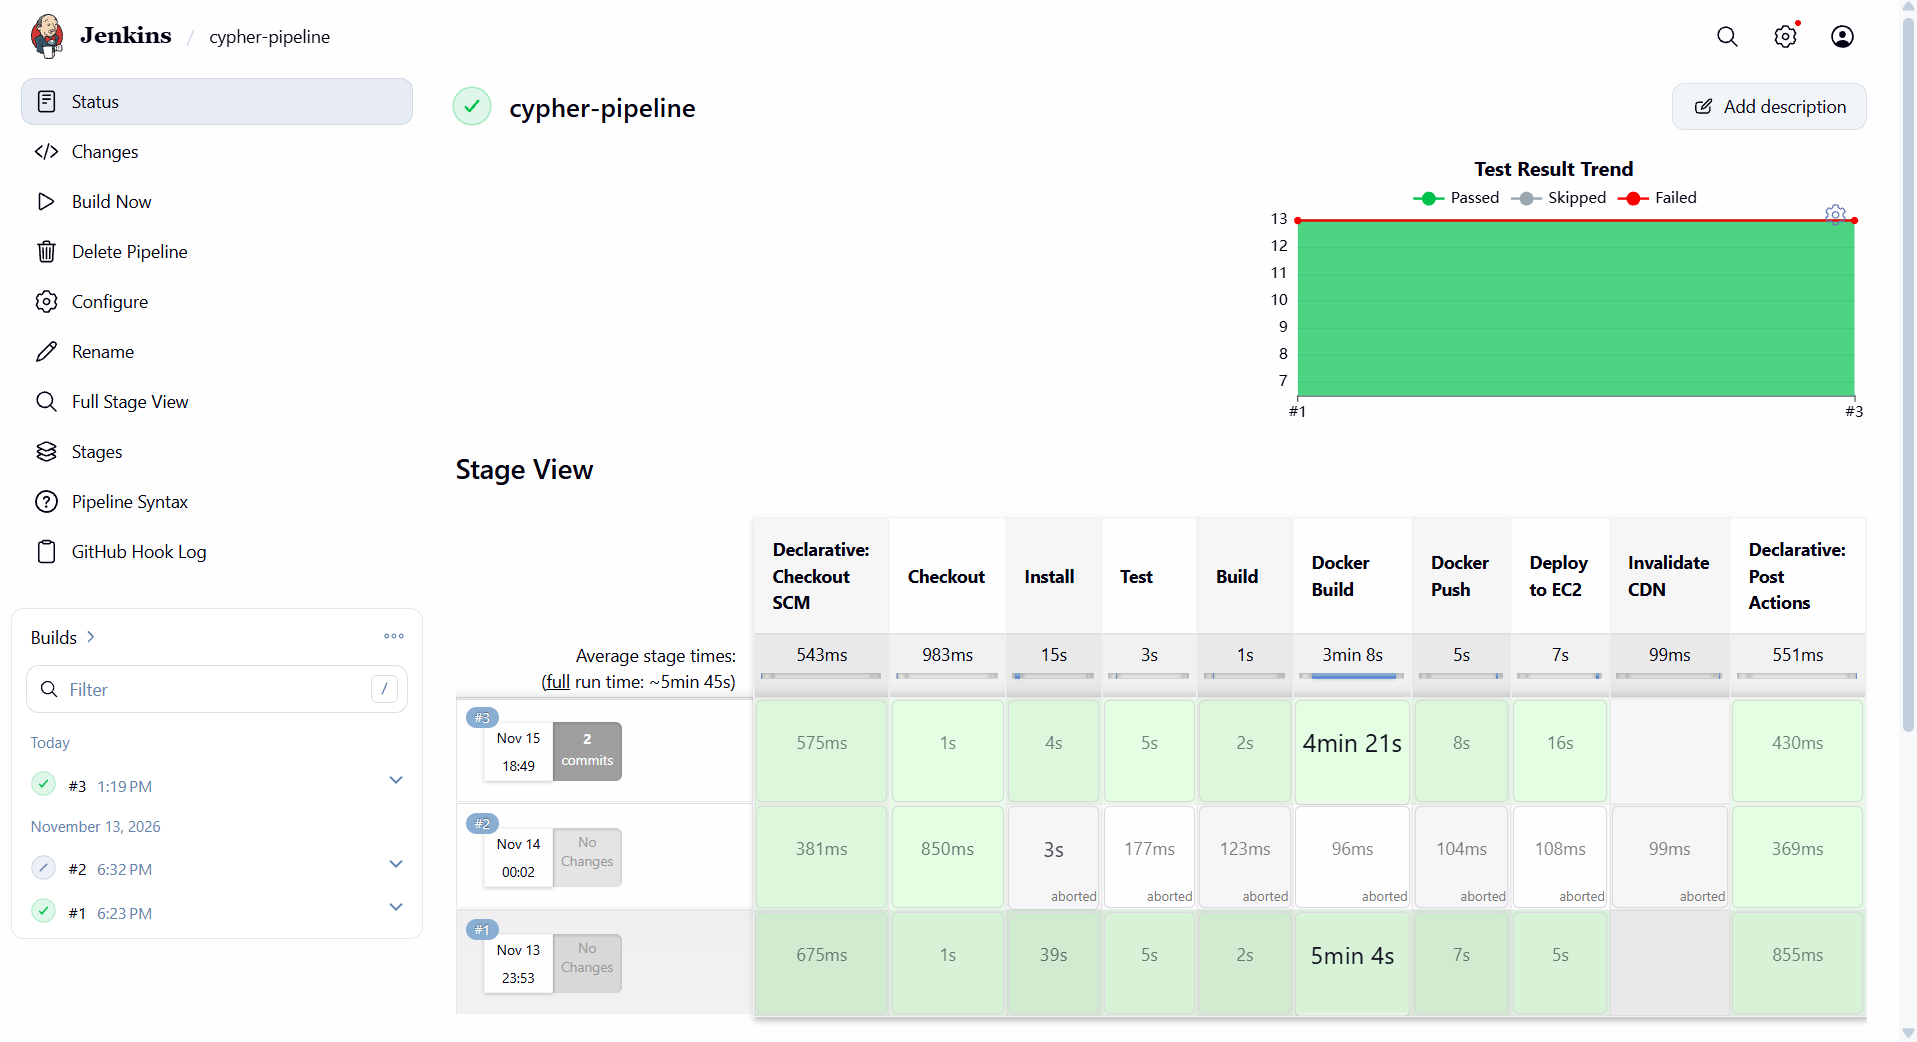 Jenkins / cypher-pipeline
Status
Changes
Build Now
Delete Pipeline
Configure
Rename
Full Stage View
Stages
Pipeline Syntax
GitHub Hook Log
Builds
Filter /
Today
#3 1:19 PM
November 13, 2026
#2 6:32 PM
#1 6:23 PM
cypher-pipeline
Add description
Test Result Trend
Passed Skipped Failed
13
12
11
10
9
8
7
#1 #3
Stage View
Declarative: Checkout SCM
Checkout
Install
Test
Build
Docker Build
Docker Push
Deploy to EC2
Invalidate CDN
Declarative: Post Actions
Average stage times:
(full run time: ~5min 45s)
543ms 983ms 15s 3s 1s 3min 8s 5s 7s 99ms 551ms
#3
Nov 15
18:49
2
commits
575ms 1s 4s 5s 2s 4min 21s 8s 16s 430ms
#2
Nov 14
00:02
No
Changes
381ms 850ms 3s 177ms 123ms 96ms 104ms 108ms 99ms 369ms
aborted aborted aborted aborted aborted aborted aborted
#1
Nov 13
23:53
No
Changes
675ms 1s 39s 5s 2s 5min 4s 7s 5s 855ms